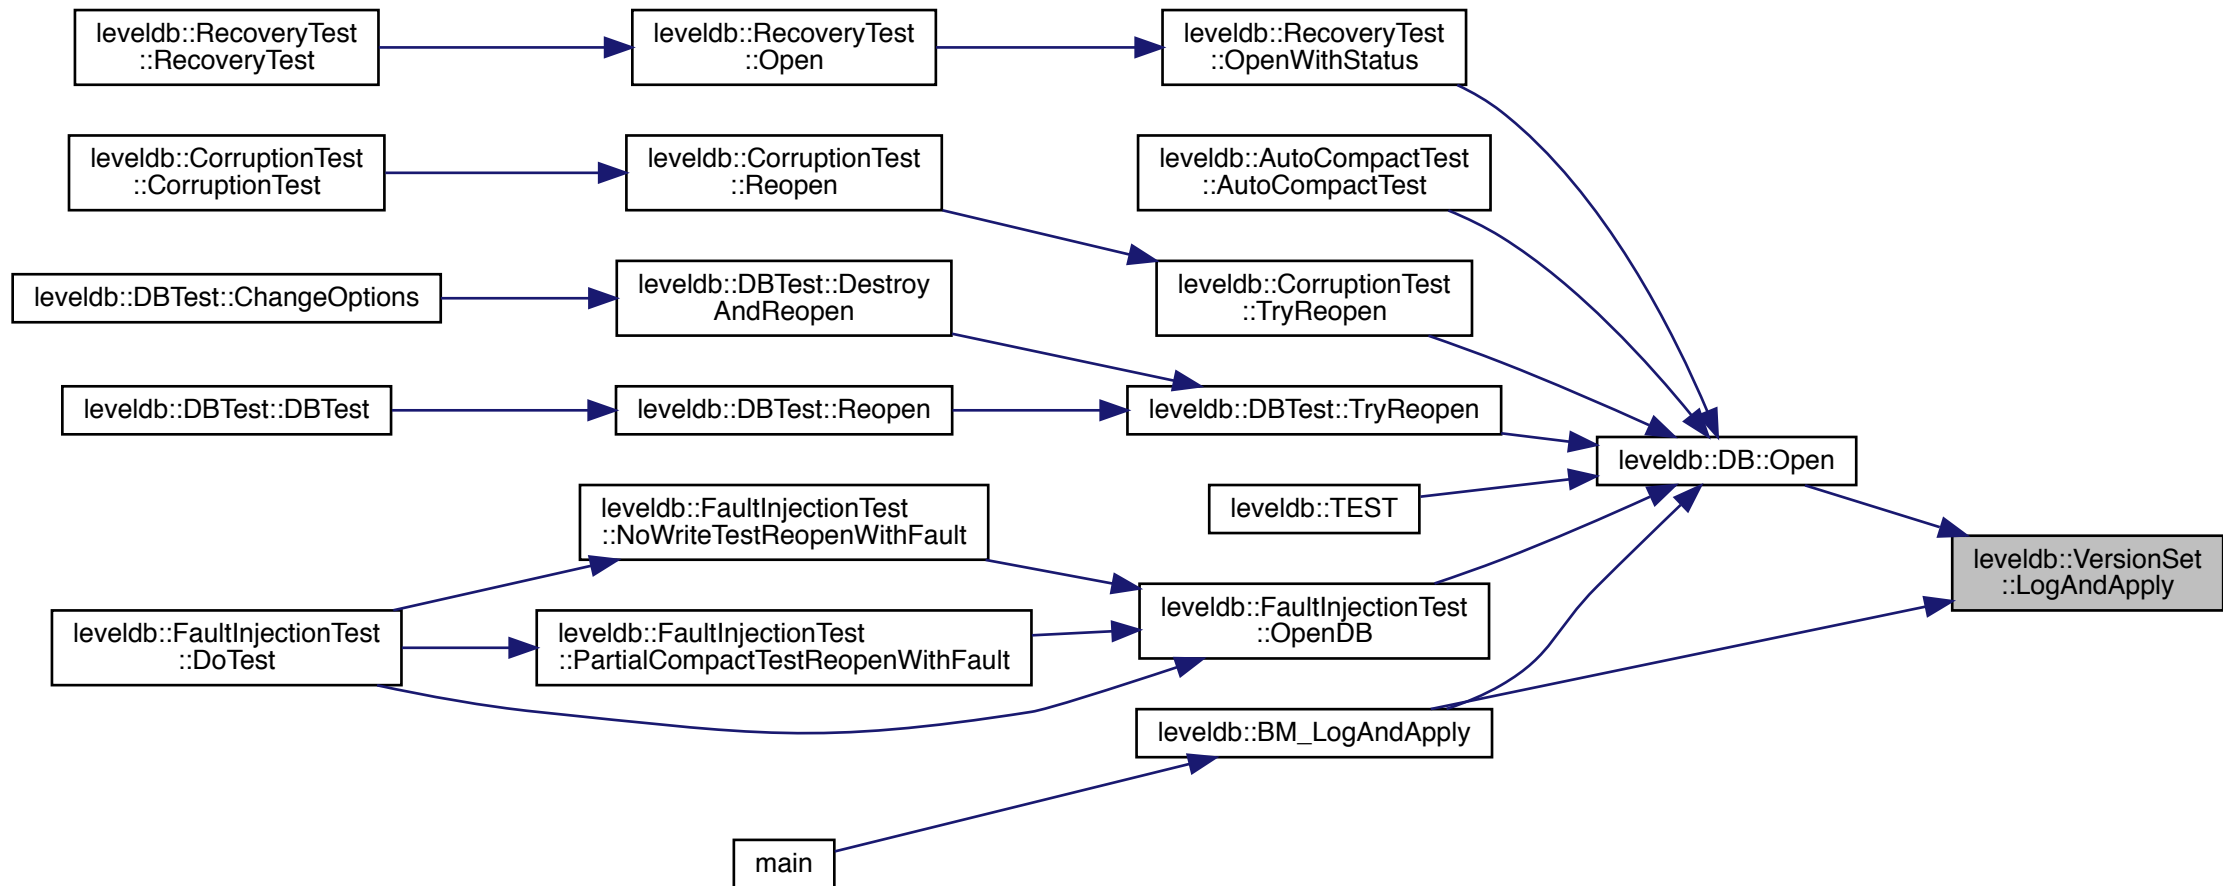 leveldb::RecoveryTest
::RecoveryTest
leveldb::RecoveryTest
::Open
leveldb::RecoveryTest
::OpenWithStatus
leveldb::CorruptionTest
::CorruptionTest
leveldb::CorruptionTest
::Reopen
leveldb::AutoCompactTest
::AutoCompactTest
leveldb::DBTest::ChangeOptions
leveldb::DBTest::Destroy
AndReopen
leveldb::CorruptionTest
::TryReopen
leveldb::DBTest::DBTest
leveldb::DBTest::Reopen
leveldb::DBTest::TryReopen
leveldb::DB::Open
leveldb::FaultInjectionTest
::NoWriteTestReopenWithFault
leveldb::TEST
leveldb::VersionSet
::LogAndApply
leveldb::FaultInjectionTest
::DoTest
leveldb::FaultInjectionTest
::PartialCompactTestReopenWithFault
leveldb::FaultInjectionTest
::OpenDB
leveldb::BM_LogAndApply
main